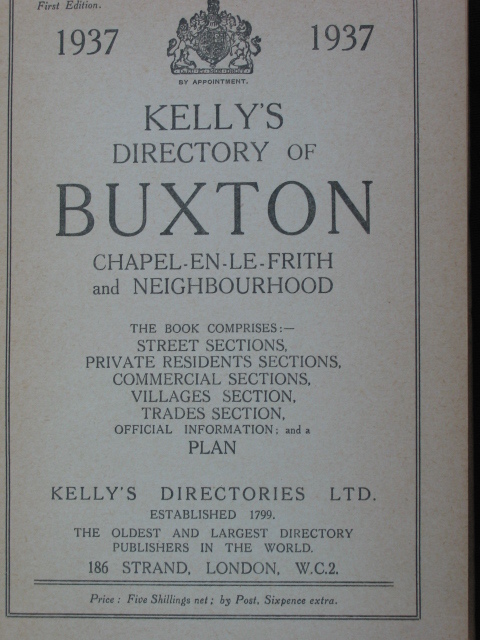 First Edition.
1937 1937
BY APPOINTMENT.
KELLY'S
DIRECTORY OF
BUXTON
CHAPEL-EN-LE-FRITH
and NEIGHBOURHOOD
THE BOOK COMPRISES:—
STREET SECTIONS,
PRIVATE RESIDENTS SECTIONS,
COMMERCIAL SECTIONS,
VILLAGES SECTION,
TRADES SECTION,
OFFICIAL INFORMATION: and a
PLAN
KELLY'S DIRECTORIES LTD.
ESTABLISHED 1799.
THE OLDEST AND LARGEST DIRECTORY
PUBLISHERS IN THE WORLD.
186 STRAND, LONDON, W.C.2.
Price: Five Shillings net; by Post, Sixpence extra.